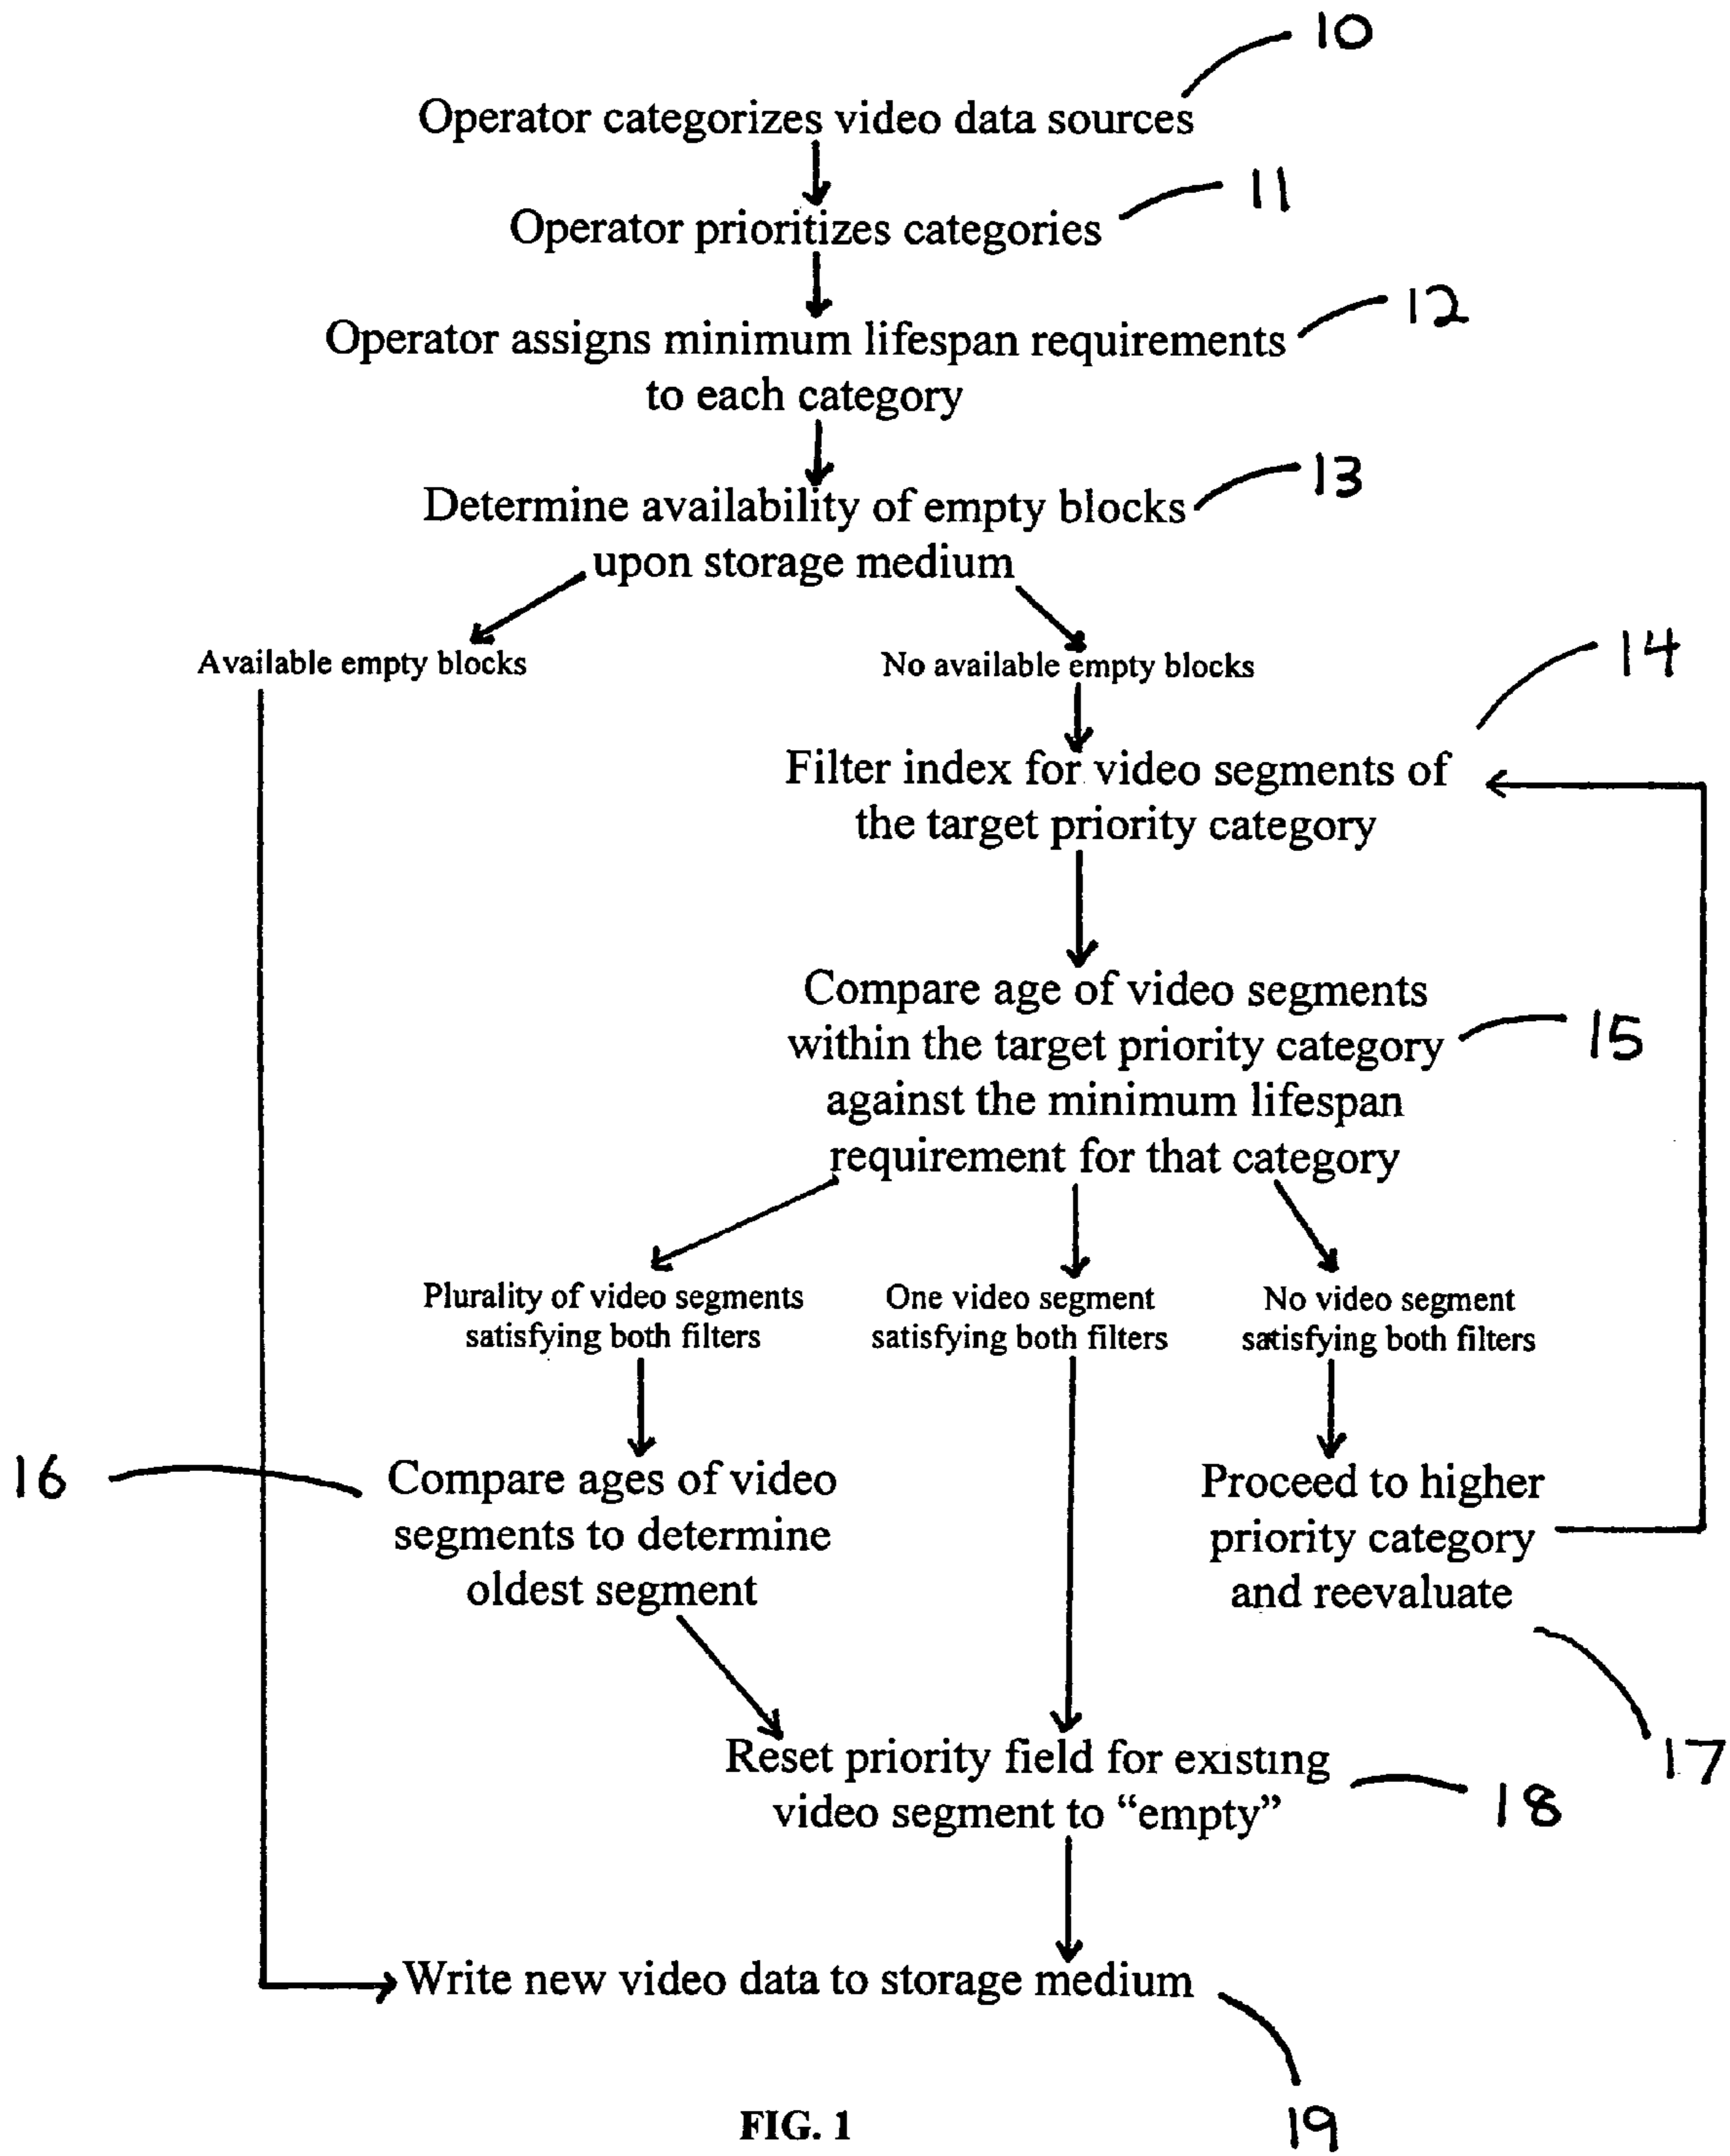 10
Operator categorizes video data sources
11
Operator prioritizes categories
12
Operator assigns minimum lifespan requirements
to each category
13
Determine availability of empty blocks
upon storage medium
Available empty blocks
No available empty blocks
14
Filter index for video segments of
the target priority category
Compare age of video segments
within the target priority category
15
against the minimum lifespan
requirement for that category
Plurality of video segments
satisfying both filters
One video segment
satisfying both filters
No video segment
satisfying both filters
16
Compare ages of video
segments to determine
oldest segment
Proceed to higher
priority category
and reevaluate
17
Reset priority field for existing
video segment to “empty”
18
Write new video data to storage medium
19
FIG. 1